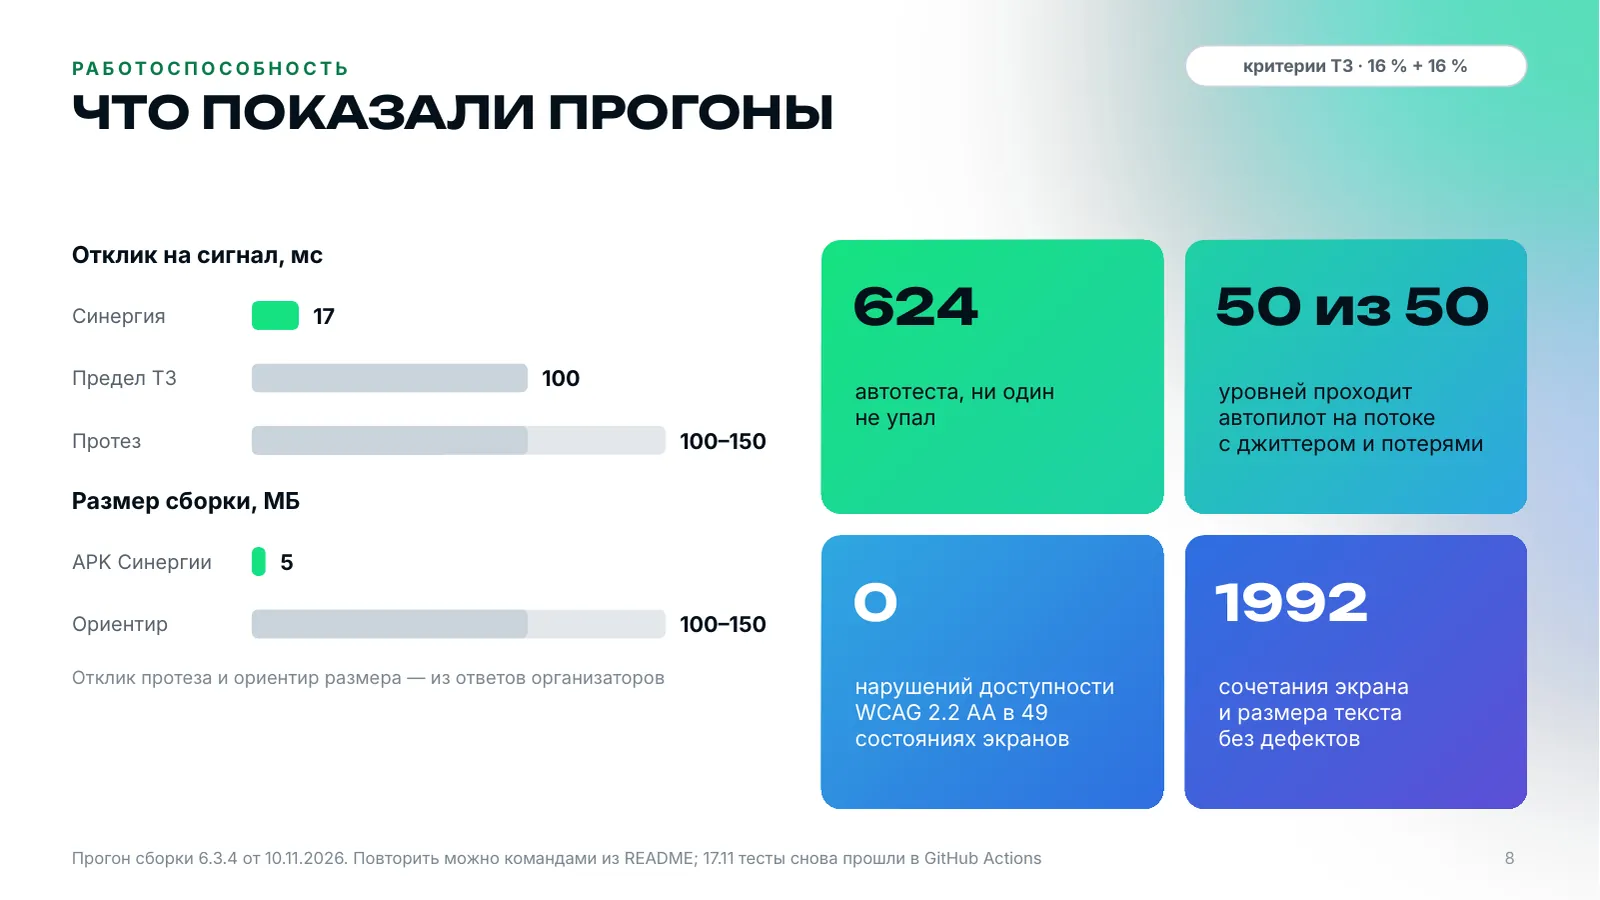 РАБОТОСПОСОБНОСТЬ
ЧТО ПОКАЗАЛИ ПРОГОНЫ
критерии ТЗ · 16 % + 16 %
Отклик на сигнал, мс
Синергия 17
Предел ТЗ 100
Протез 100–150
Размер сборки, МБ
APK Синергии 5
Ориентир 100–150
Отклик протеза и ориентир размера — из ответов организаторов
624
автотеста, ни один
не упал
50 из 50
уровней проходит
автопилот на потоке
с джиттером и потерями
0
нарушений доступности
WCAG 2.2 AA в 49
состояниях экранов
1992
сочетания экрана
и размера текста
без дефектов
Прогон сборки 6.3.4 от 10.11.2026. Повторить можно командами из README; 17.11 тесты снова прошли в GitHub Actions
8